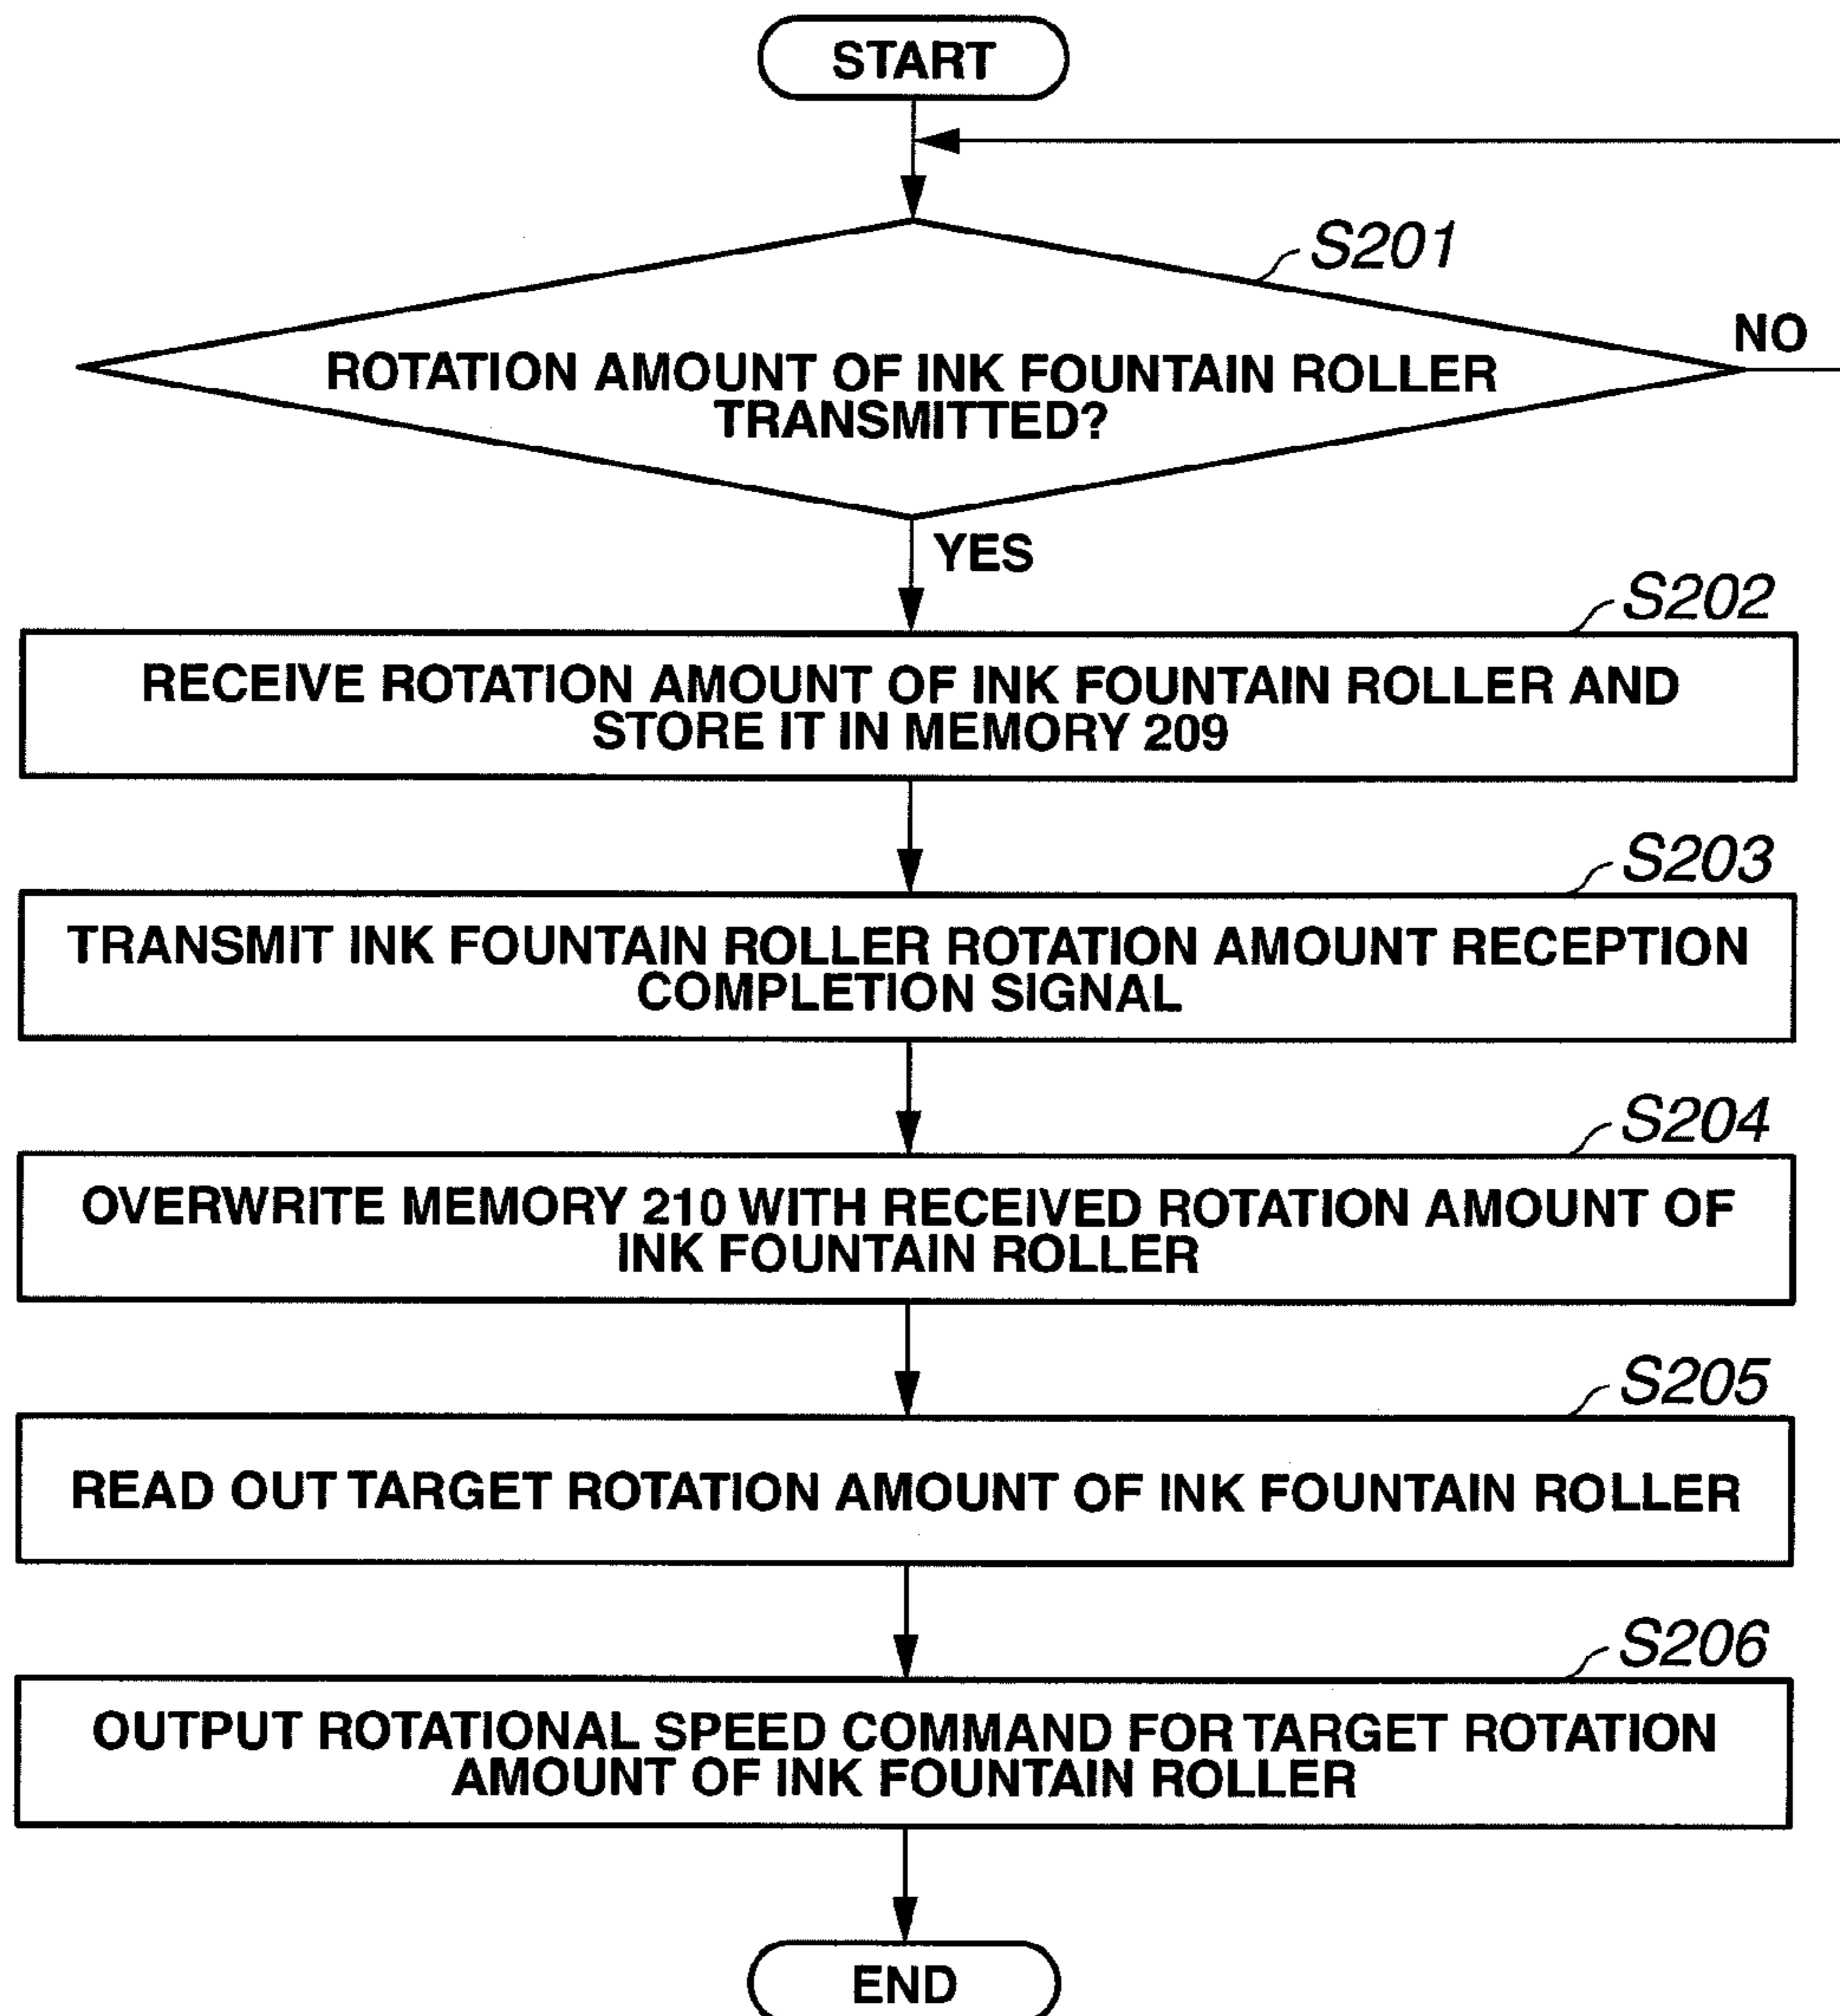 START
S201
ROTATION AMOUNT OF INK FOUNTAIN ROLLER
TRANSMITTED?
NO
YES
S202
RECEIVE ROTATION AMOUNT OF INK FOUNTAIN ROLLER AND
STORE IT IN MEMORY 209
S203
TRANSMIT INK FOUNTAIN ROLLER ROTATION AMOUNT RECEPTION
COMPLETION SIGNAL
S204
OVERWRITE MEMORY 210 WITH RECEIVED ROTATION AMOUNT OF
INK FOUNTAIN ROLLER
S205
READ OUT TARGET ROTATION AMOUNT OF INK FOUNTAIN ROLLER
S206
OUTPUT ROTATIONAL SPEED COMMAND FOR TARGET ROTATION
AMOUNT OF INK FOUNTAIN ROLLER
END